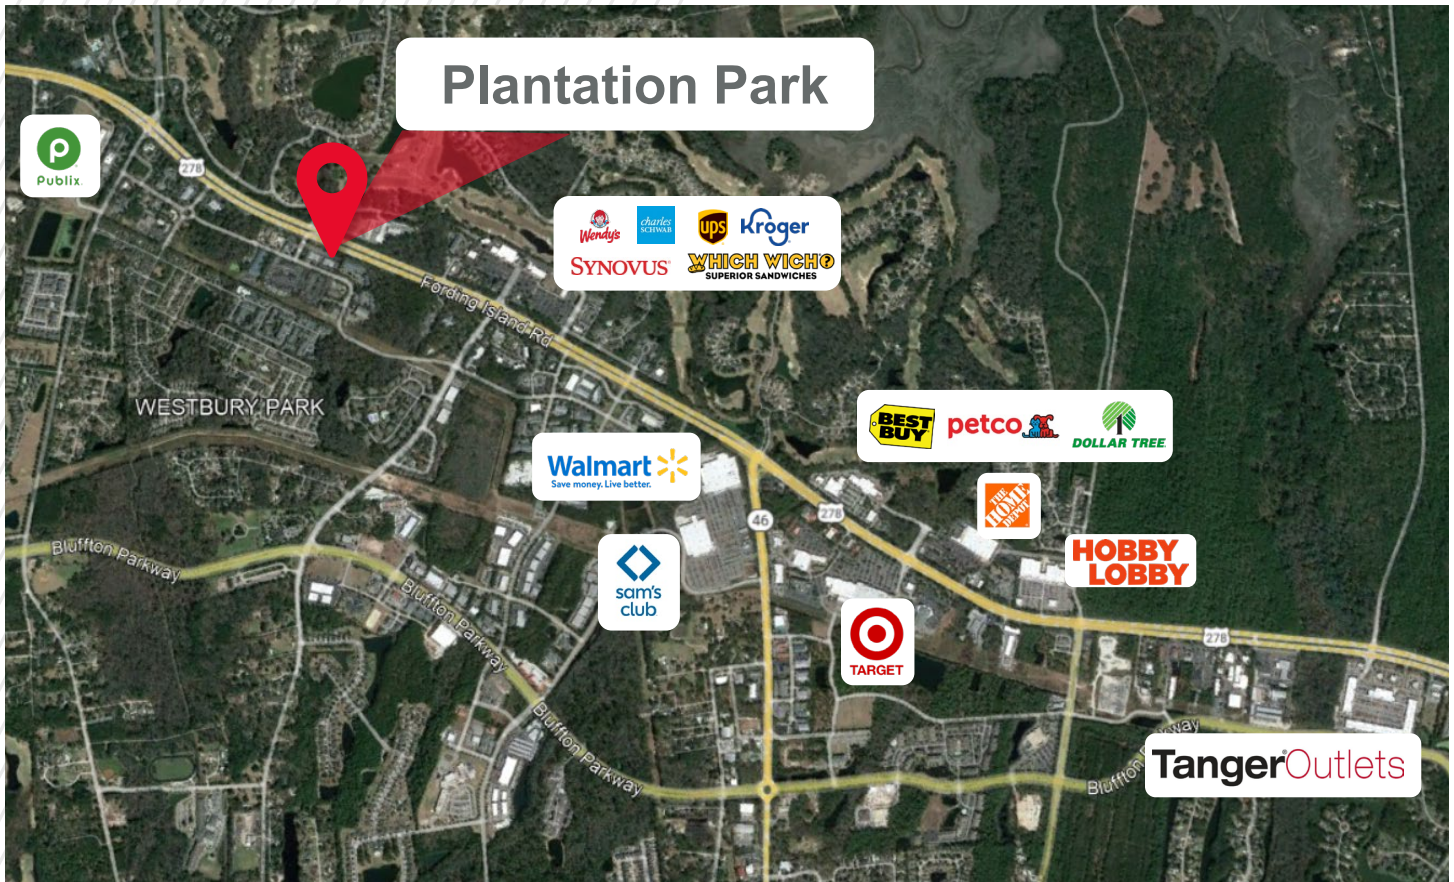 Plantation Park
Publix
278
Wendy's
charles
SCHWAB
ups
Kroger
SYNOVUS
WHICH WICH?
SUPERIOR SANDWICHES
Fording Island Rd
WESTBURY PARK
BEST
BUY
petco
DOLLAR TREE
Walmart
Save money. Live better.
THE
HOME
DEPOT
46
278
HOBBY
LOBBY
sam's
club
Bluffton Parkway
Bluffton Parkway
TARGET
278
Bluffton Parkway
Bluffton Parkway
Tanger Outlets